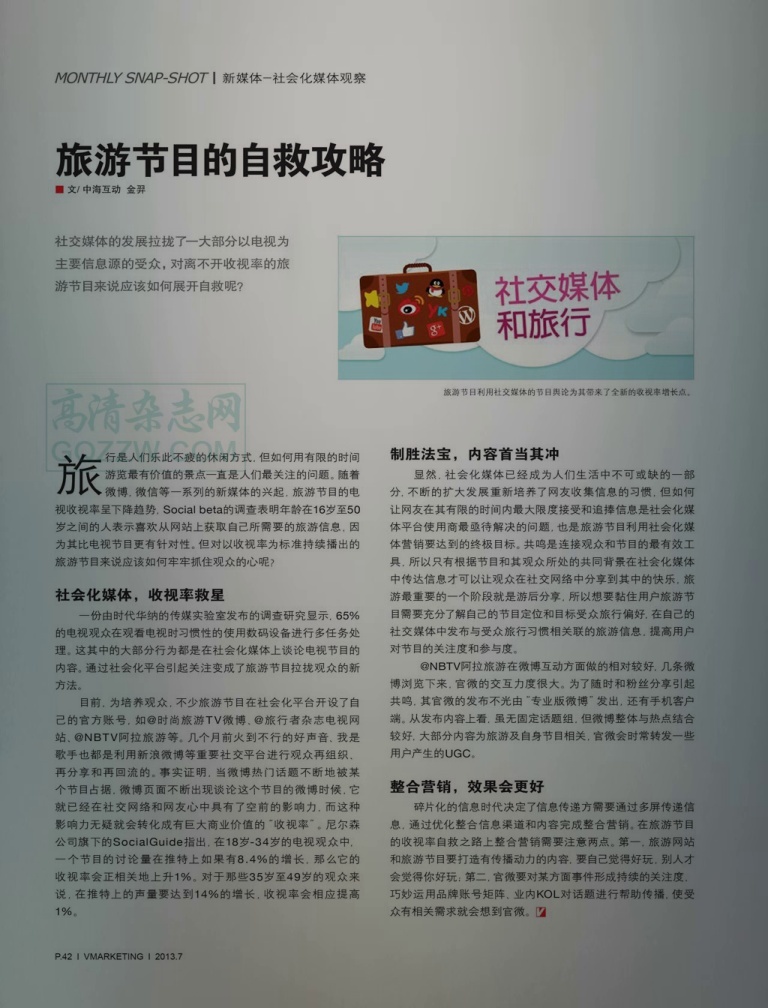 MONTHLY SNAP-SHOT | 新媒体-社会化媒体观察
旅游节目的自救攻略
文/ 中海互动 金羿
社交媒体的发展拉拢了一大部分以电视为
主要信息源的受众，对离不开收视率的旅
游节目来说应该如何展开自救呢？
社交媒体
和旅行
旅游节目利用社交媒体的节目舆论为其带来了全新的收视率增长点。
高清杂志网
GQZZW.COM
旅行是人们乐此不疲的休闲方式，但如何用有限的时间
游览最有价值的景点一直是人们最关注的问题。随着
微博、微信等一系列的新媒体的兴起，旅游节目的电
视收视率呈下降趋势，Social beta的调查表明年龄在16岁至50
岁之间的人表示喜欢从网站上获取自己所需要的旅游信息，因
为其比电视节目更有针对性。但对以收视率为标准持续播出的
旅游节目来说应该如何牢牢抓住观众的心呢？
社会化媒体，收视率救星
一份由时代华纳的传媒实验室发布的调查研究显示，65%
的电视观众在观看电视时习惯性的使用数码设备进行多任务处
理。这其中的大部分行为都是在社会化媒体上谈论电视节目的
内容。通过社会化平台引起关注变成了旅游节目拉拢观众的新
方法。
目前，为培养观众，不少旅游节目在社会化平台开设了自
己的官方账号，如@时尚旅游TV微博、@旅行者杂志电视网
站、@NBTV阿拉旅游等。几个月前火到不行的好声音、我是
歌手也都是利用新浪微博等重要社交平台进行观众再组织、
再分享和再回流的。事实证明，当微博热门话题不断地被某
个节目占据，微博页面不断出现谈论这个节目的微博时候，它
就已经在社交网络和网友心中具有了空前的影响力，而这种
影响力无疑就会转化成有巨大商业价值的“收视率”。尼尔森
公司旗下的SocialGuide指出，在18岁-34岁的电视观众中，
一个节目的讨论量在推特上如果有8.4%的增长，那么它的
收视率会正相关地上升1%。对于那些35岁至49岁的观众来
说，在推特上的声量要达到14%的增长，收视率会相应提高
1%。
制胜法宝，内容首当其冲
显然，社会化媒体已经成为人们生活中不可或缺的一部
分，不断的扩大发展重新培养了网友收集信息的习惯，但如何
让网友在其有限的时间内最大限度接受和追捧信息是社会化媒
体平台使用商最亟待解决的问题，也是旅游节目利用社会化媒
体营销要达到的终极目标。共鸣是连接观众和节目的最有效工
具，所以只有根据节目和其观众所处的共同背景在社会化媒体
中传达信息才可以让观众在社交网络中分享到其中的快乐，旅
游最重要的一个阶段就是游后分享，所以想要黏住用户旅游节
目需要充分了解自己的节目定位和目标受众旅行偏好，在自己的
社交媒体中发布与受众旅行习惯相关联的旅游信息，提高用户
对节目的关注度和参与度。
@NBTV阿拉旅游在微博互动方面做的相对较好，几条微
博浏览下来，官微的交互力度很大。为了随时和粉丝分享引起
共鸣，其官微的发布不光由“专业版微博”发出，还有手机客户
端。从发布内容上看，虽无固定话题组，但微博整体与热点结合
较好，大部分内容为旅游及自身节目相关，官微会时常转发一些
用户产生的UGC。
整合营销，效果会更好
碎片化的信息时代决定了信息传递方需要通过多屏传递信
息，通过优化整合信息渠道和内容完成整合营销。在旅游节目
的收视率自救之路上整合营销需要注意两点。第一，旅游网站
和旅游节目要打造有传播动力的内容，要自己觉得好玩，别人才
会觉得你好玩；第二，官微要对某方面事件形成持续的关注度，
巧妙运用品牌账号矩阵，业内KOL对话题进行帮助传播，使受
众有相关需求就会想到官微。
P.42 | VMARKETING | 2013.7